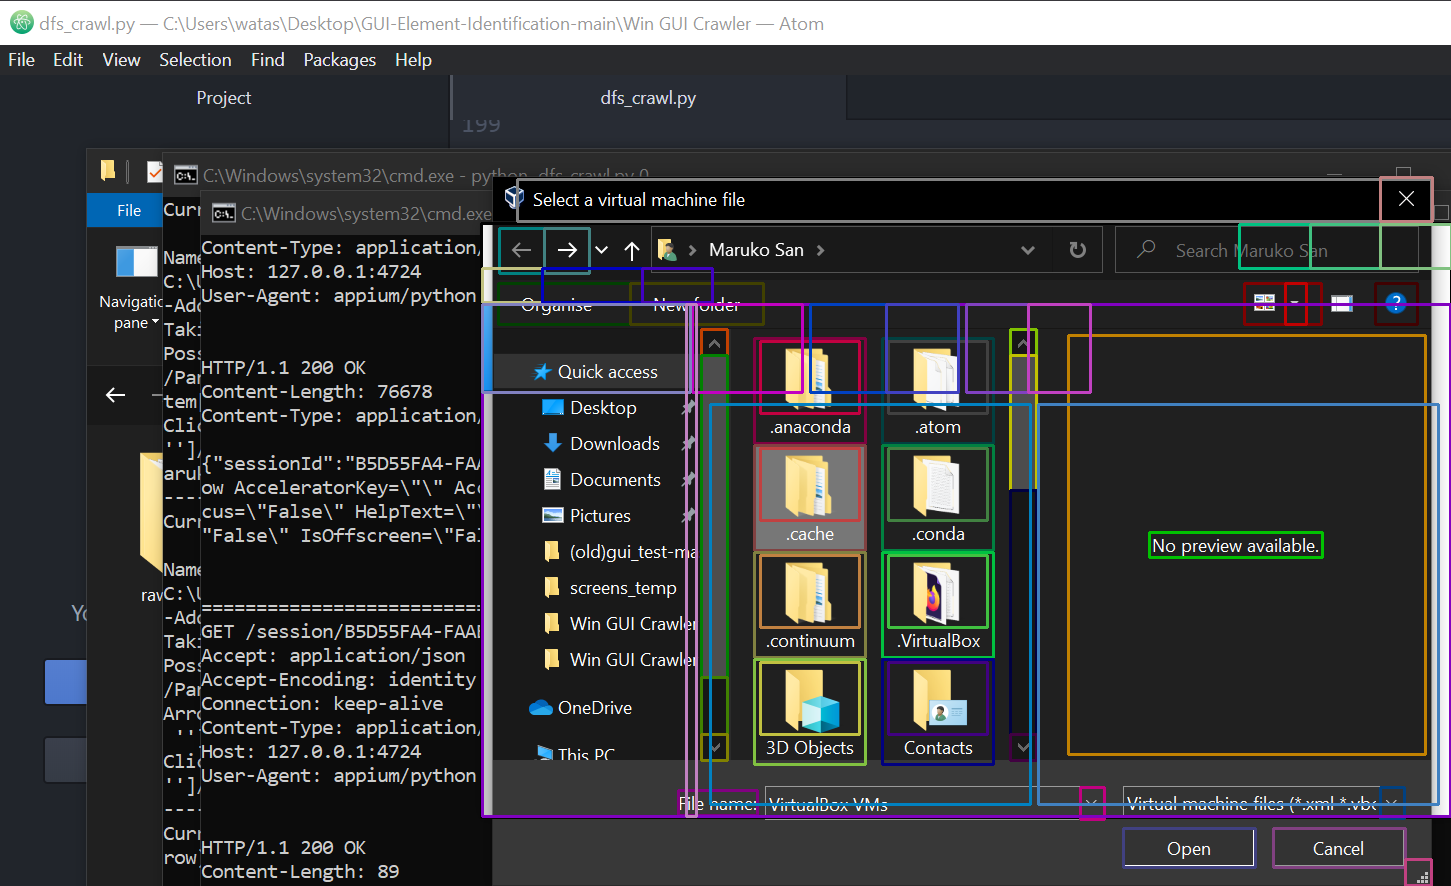 dfs_crawl.py — C:\Users\watas\Desktop\GUI-Element-Identification-main\Win GUI Crawler — Atom
File Edit View Selection Find Packages Help
Project
dfs_crawl.py
199
C:\Windows\system32\cmd.exe - python dfs_crawl.py 0
File
Navigatic
pane
Curr
Name
C:\U
-Add
Taki
Poss
/Par
tem
Clic
'']/
aru
----
Curr
Name
C:\U
-Add
Taki
Poss
/Par
Arro
''
Clic
'']/
----
Curr
row
rav
Yo
C:\Windows\system32\cmd.exe
Content-Type: application/
Host: 127.0.0.1:4724
User-Agent: appium/python
HTTP/1.1 200 OK
Content-Length: 76678
Content-Type: application/
{"sessionId":"B5D55FA4-FAA
ow AcceleratorKey=\"\" Acc
cus=\"False\" HelpText=\"\
"False\" IsOffscreen=\"Fal
==========================
GET /session/B5D55FA4-FAAE
Accept: application/json
Accept-Encoding: identity
Connection: keep-alive
Content-Type: application/
Host: 127.0.0.1:4724
User-Agent: appium/python
HTTP/1.1 200 OK
Content-Length: 89
Select a virtual machine file
Maruko San
Search Maruko San
Organise
New folder
Quick access
Desktop
Downloads
Documents
Pictures
(old)gui_test-ma
screens_temp
Win GUI Crawler
Win GUI Crawler
OneDrive
This PC
.anaconda
.atom
.cache
.conda
.continuum
.VirtualBox
3D Objects
Contacts
No preview available.
File name:
VirtualBox VMs
Virtual machine files (*.xml *.vbo
Open
Cancel